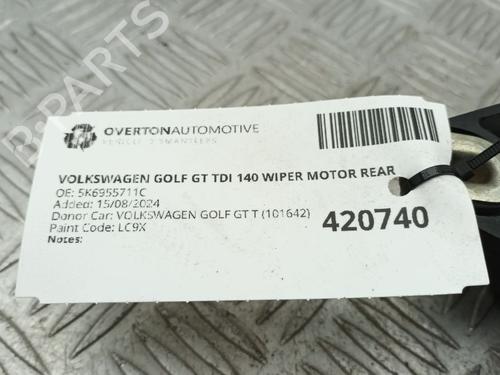 OVERTONAUTOMOTIVE
VEHICLE DISMANTLERS
VOLKSWAGEN GOLF GT TDI 140 WIPER MOTOR REAR
OE: 5K6955711C
Added: 15/08/2024
Donor Car: VOLKSWAGEN GOLF GT T (101642)
Paint Code: LC9X
Notes:
420740
R-PARTS